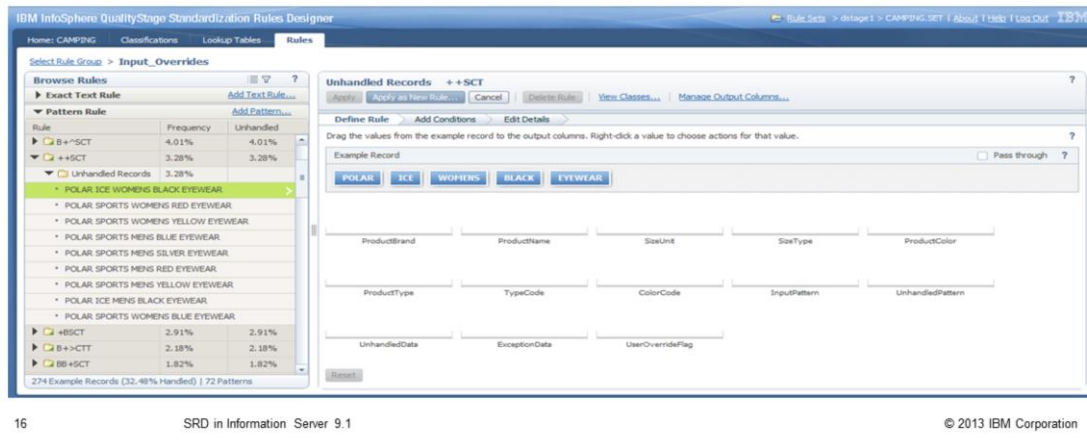 IBM InfoSphere QualityStage Standardization Rules Designer
Rule Sets > dstage1 > CAMPING.SET | About | Help | Log Out IBM
Home: CAMPING Classifications Lookup Tables Rules
Select Rule Group > Input_Overrides
Browse Rules ?
Exact Text Rule Add Text Rule...
Pattern Rule Add Pattern...
Rule Frequency Unhandled
B+^SCT 4.01% 4.01%
++SCT 3.28% 3.28%
Unhandled Records 3.28%
POLAR ICE WOMENS BLACK EYEWEAR
POLAR SPORTS WOMENS RED EYEWEAR
POLAR SPORTS WOMENS YELLOW EYEWEAR
POLAR SPORTS MENS BLUE EYEWEAR
POLAR SPORTS MENS SILVER EYEWEAR
POLAR SPORTS MENS RED EYEWEAR
POLAR SPORTS MENS YELLOW EYEWEAR
POLAR ICE MENS BLACK EYEWEAR
POLAR SPORTS WOMENS BLUE EYEWEAR
+BSCT 2.91% 2.91%
B+>CTT 2.18% 2.18%
BB+SCT 1.82% 1.82%
274 Example Records (32.48% Handled) | 72 Patterns
Unhandled Records ++SCT ?
Apply Apply as New Rule... Cancel Delete Rule View Classes... Manage Output Columns...
Define Rule Add Conditions Edit Details
Drag the values from the example record to the output columns. Right-click a value to choose actions for that value. ?
Example Record Pass through ?
POLAR ICE WOMENS BLACK EYEWEAR
ProductBrand ProductName SizeUnit SizeType ProductColor
ProductType TypeCode ColorCode InputPattern UnhandledPattern
UnhandledData ExceptionData UserOverrideFlag
Reset
16 SRD in Information Server 9.1 © 2013 IBM Corporation